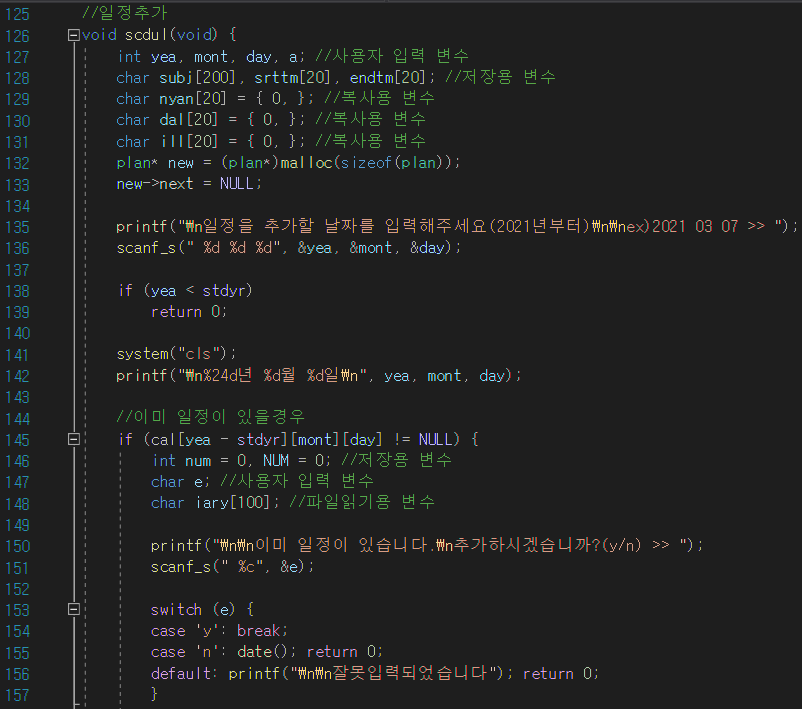 125 //일정추가
126 void scdul(void) {
127 int yea, mont, day, a; //사용자 입력 변수
128 char subj[200], srttm[20], endtm[20]; //저장용 변수
129 char nyan[20] = { 0, }; //복사용 변수
130 char dal[20] = { 0, }; //복사용 변수
131 char ill[20] = { 0, }; //복사용 변수
132 plan* new = (plan*)malloc(sizeof(plan));
133 new->next = NULL;
134
135 printf("₩n일정을 추가할 날짜를 입력해주세요(2021년부터)₩n₩nex)2021 03 07 >> ");
136 scanf_s(" %d %d %d", &yea, &mont, &day);
137
138 if (yea < stdyr)
139 return 0;
140
141 system("cls");
142 printf("₩n%24d년 %d월 %d일₩n", yea, mont, day);
143
144 //이미 일정이 있을경우
145 if (cal[yea - stdyr][mont][day] != NULL) {
146 int num = 0, NUM = 0; //저장용 변수
147 char e; //사용자 입력 변수
148 char iary[100]; //파일읽기용 변수
149
150 printf("₩n₩n이미 일정이 있습니다.₩n추가하시겠습니까?(y/n) >> ");
151 scanf_s(" %c", &e);
152
153 switch (e) {
154 case 'y': break;
155 case 'n': date(); return 0;
156 default: printf("₩n₩n잘못입력되었습니다"); return 0;
157 }